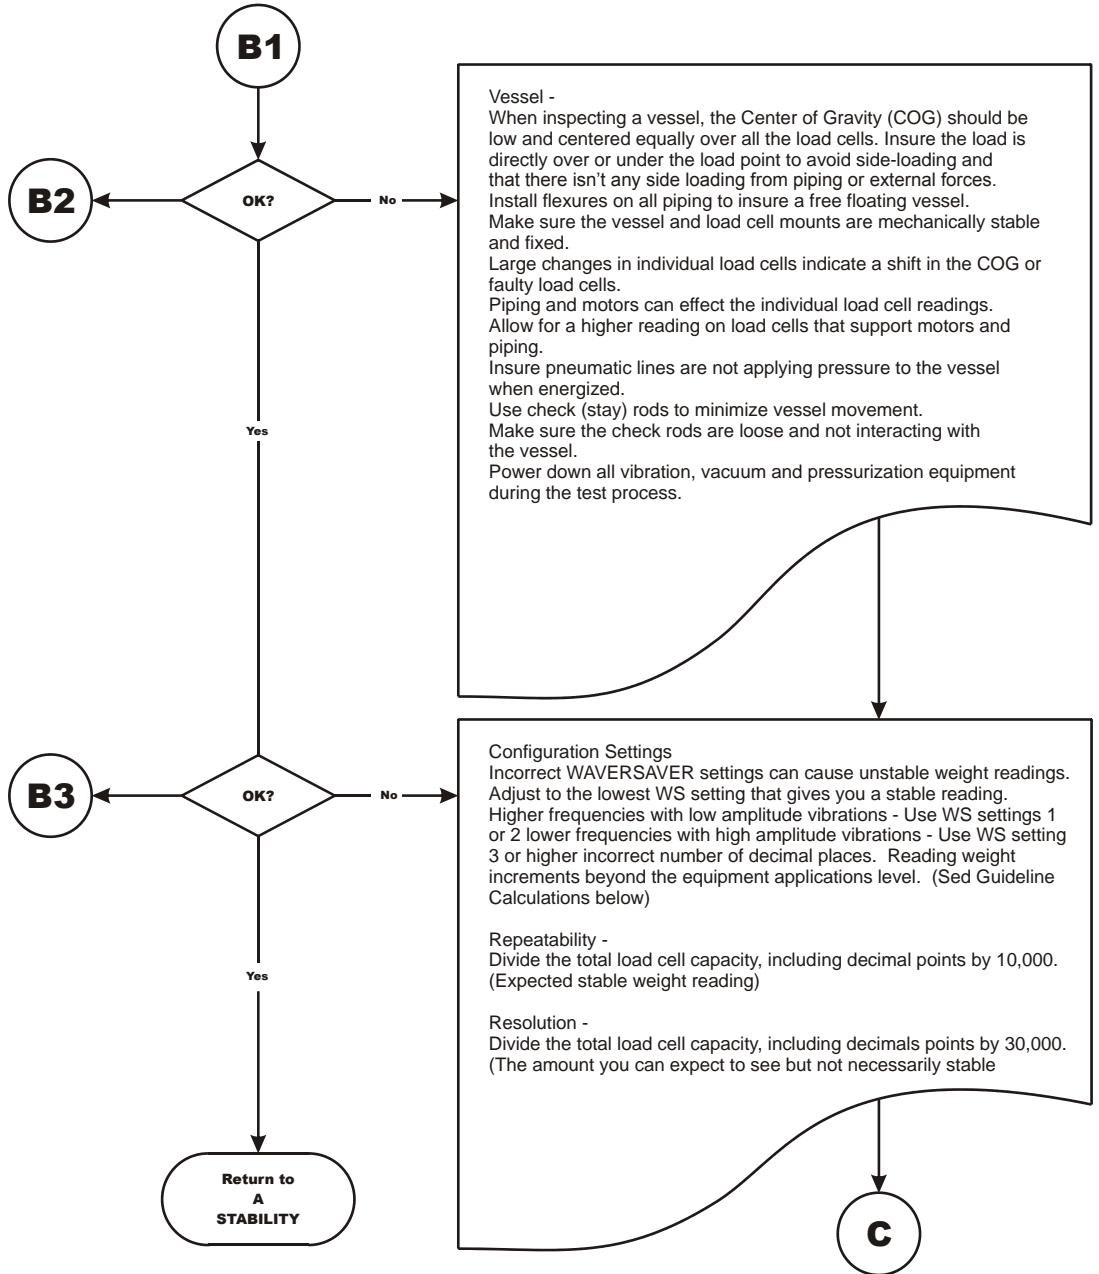 B1
B2
OK?
No
Vessel -
When inspecting a vessel, the Center of Gravity (COG) should be
low and centered equally over all the load cells. Insure the load is
directly over or under the load point to avoid side-loading and
that there isn't any side loading from piping or external forces.
Install flexures on all piping to insure a free floating vessel.
Make sure the vessel and load cell mounts are mechanically stable
and fixed.
Large changes in individual load cells indicate a shift in the COG or
faulty load cells.
Piping and motors can effect the individual load cell readings.
Allow for a higher reading on load cells that support motors and
piping.
Insure pneumatic lines are not applying pressure to the vessel
when energized.
Use check (stay) rods to minimize vessel movement.
Make sure the check rods are loose and not interacting with
the vessel.
Power down all vibration, vacuum and pressurization equipment
during the test process.
Yes
B3
OK?
No
Configuration Settings
Incorrect WAVERSAVER settings can cause unstable weight readings.
Adjust to the lowest WS setting that gives you a stable reading.
Higher frequencies with low amplitude vibrations - Use WS settings 1
or 2 lower frequencies with high amplitude vibrations - Use WS setting
3 or higher incorrect number of decimal places.  Reading weight
increments beyond the equipment applications level.  (Sed Guideline
Calculations below)
Repeatability -
Divide the total load cell capacity, including decimal points by 10,000.
(Expected stable weight reading)
Resolution -
Divide the total load cell capacity, including decimals points by 30,000.
(The amount you can expect to see but not necessarily stable
Yes
Return to
A
STABILITY
C